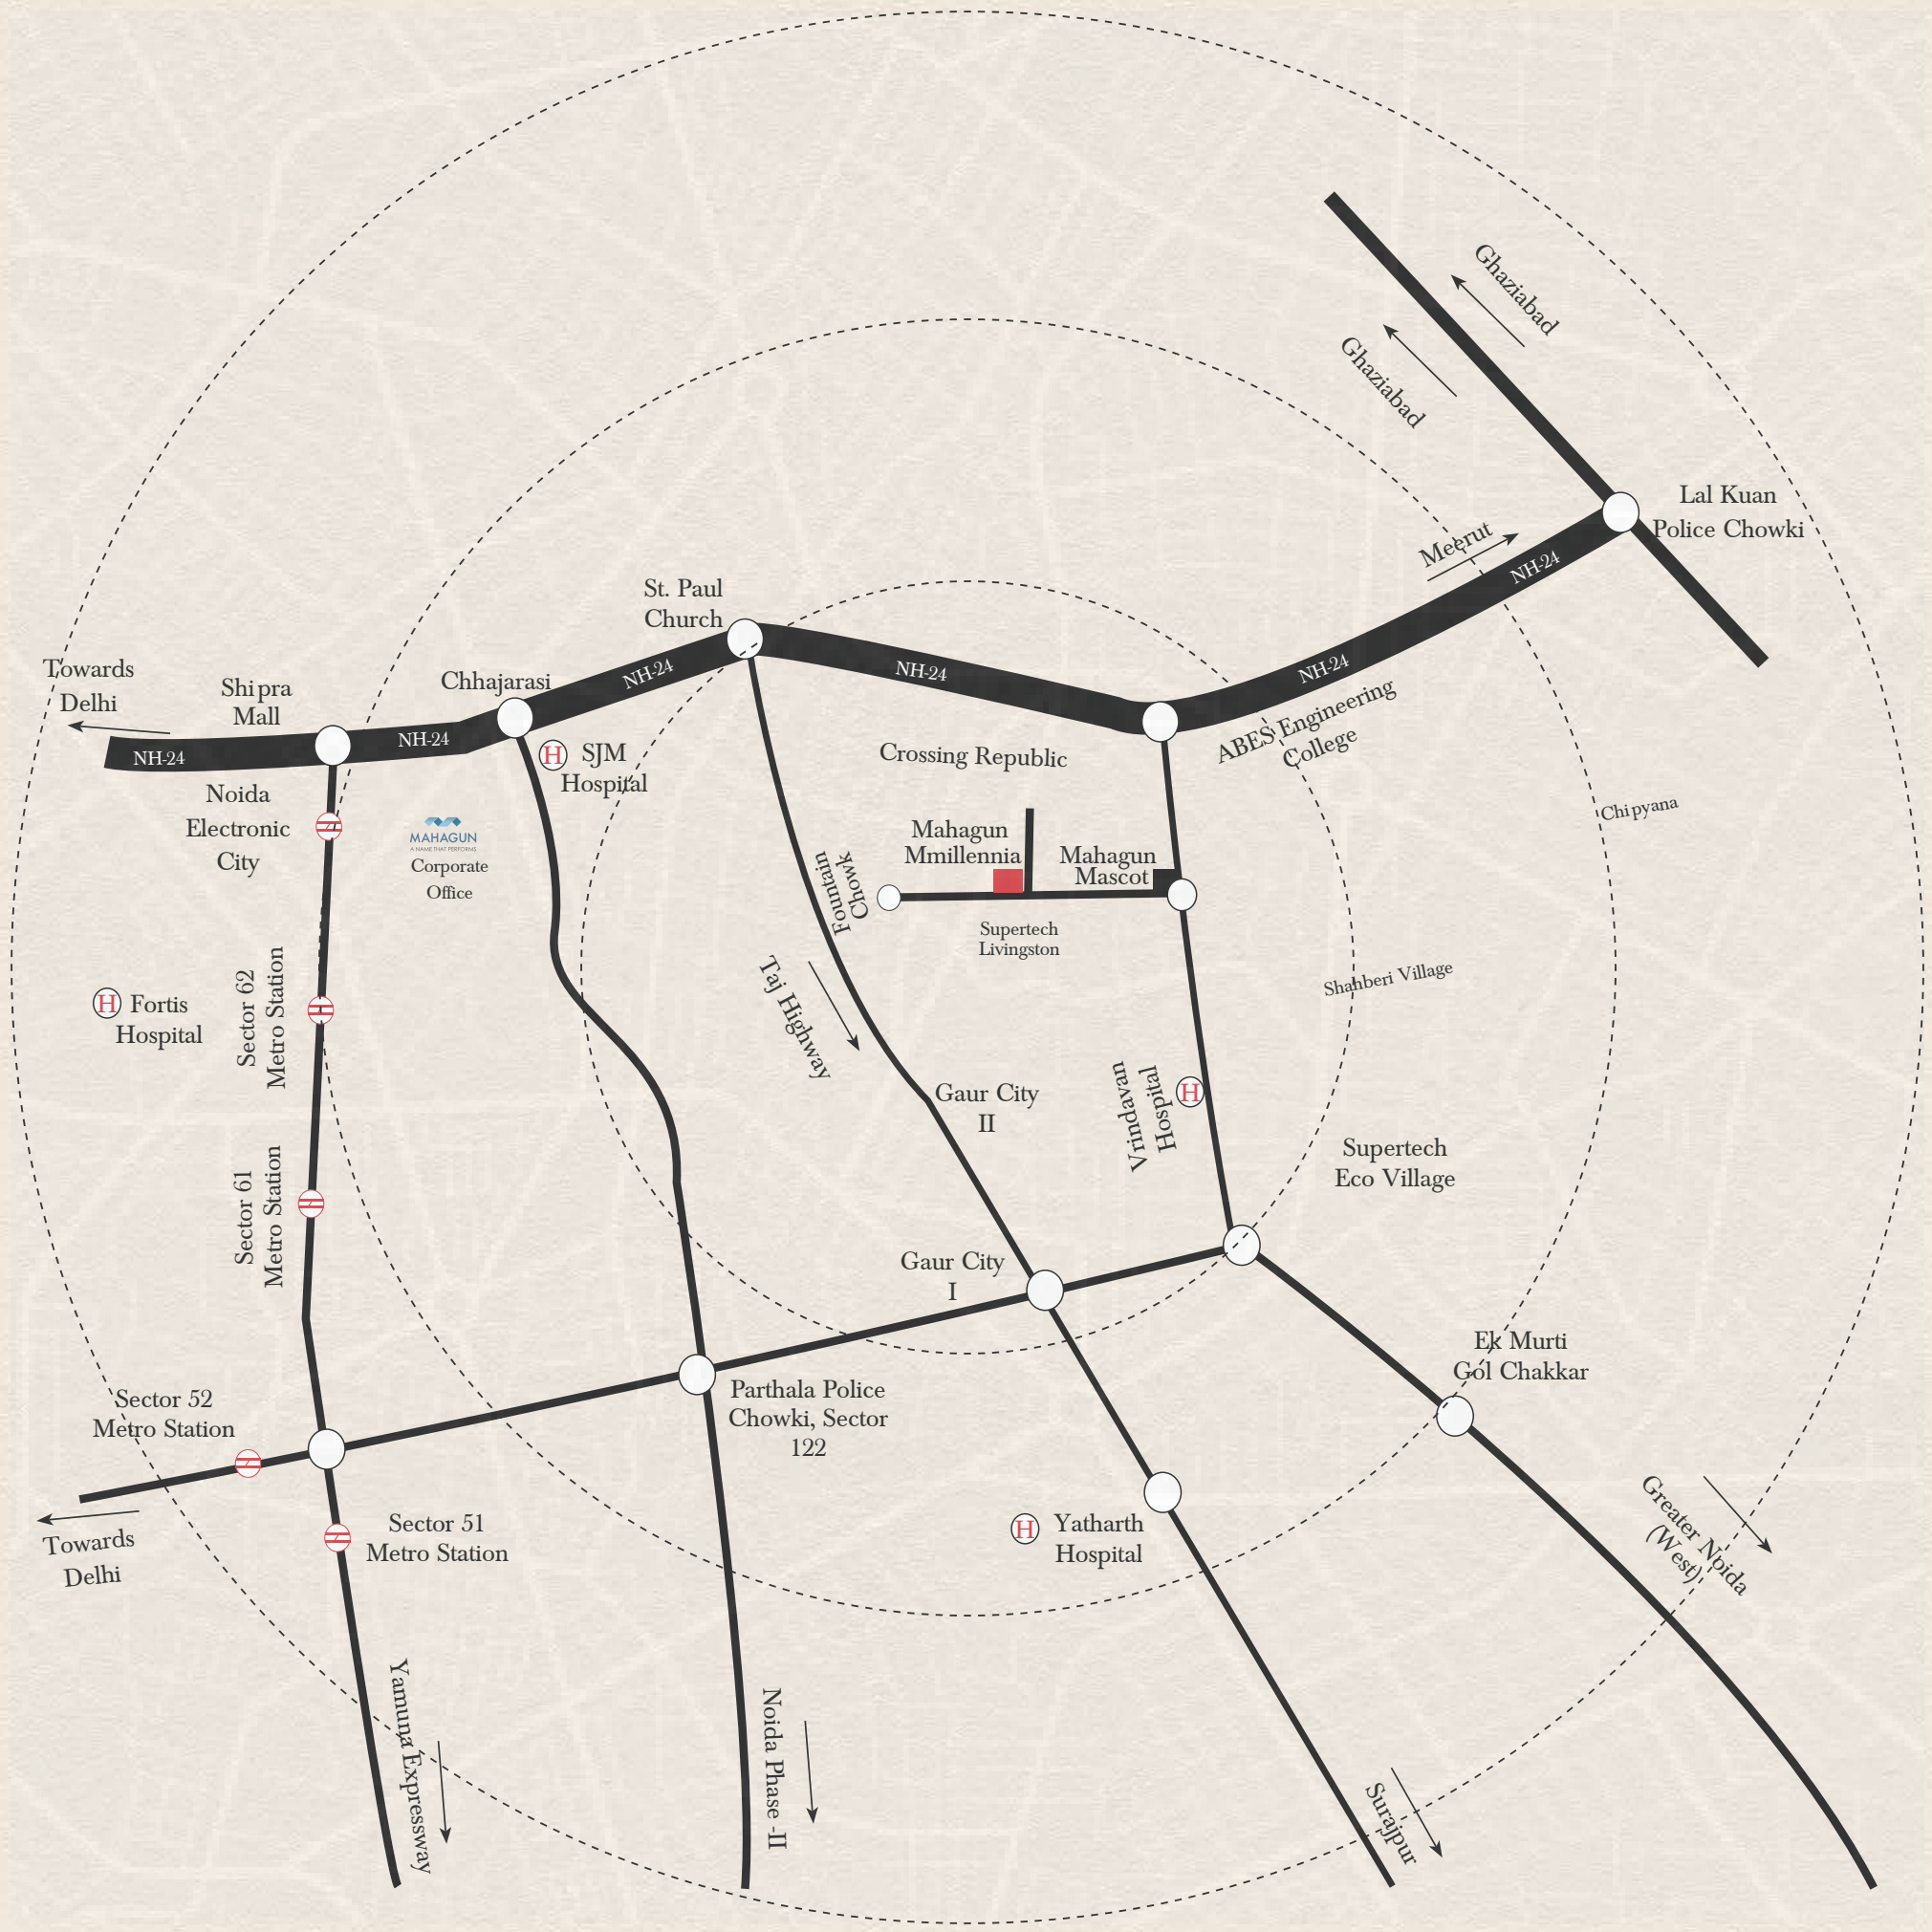 Ghaziabad
Ghaziabad
Lal Kuan
Police Chowki
Meerut
NH-24
St. Paul
Church
Towards
Delhi
Shipra
Mall
Chhajarasi
NH-24
NH-24
NH-24
NH-24
NH-24
ABES Engineering
College
Crossing Republic
H
SJM
Hospital
Noida
Electronic
City
MAHAGUN
A NAME THAT PERFORMS
Corporate
Office
Chipyana
Mahagun
Mmillennia
Mahagun
Mascot
Fountain
Chowk
Supertech
Livingston
Shahberi Village
H
Fortis
Hospital
Sector 62
Metro Station
Taj Highway
Gaur City
II
Vrindavan
Hospital
H
Supertech
Eco Village
Sector 61
Metro Station
Gaur City
I
Ek Murti
Gol Chakkar
Sector 52
Metro Station
Parthala Police
Chowki, Sector
122
Towards
Delhi
Sector 51
Metro Station
H
Yatharth
Hospital
Greater Noida
(West)
Yamuna Expressway
Noida Phase -II
Surajpur